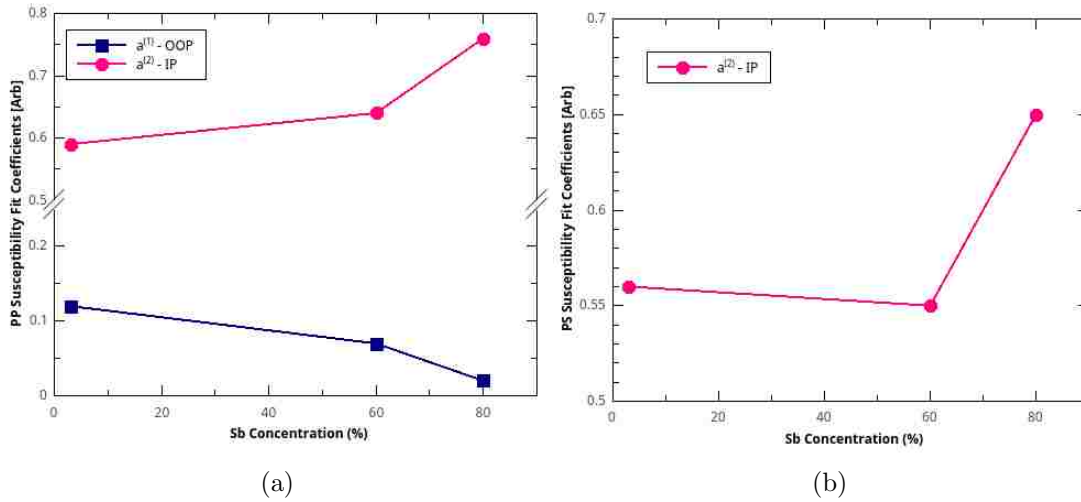 0.8
0.7
0.6
0.5
0.2
0.1
0
PP Susceptibility Fit Coefficients [Arb]
a(1) - OOP
a(2) - IP
0 20 40 60 80
Sb Concentration (%)
(a)
0.7
0.65
0.6
0.55
0.5
PS Susceptibility Fit Coefficients [Arb]
a(2) - IP
0 20 40 60 80
Sb Concentration (%)
(b)